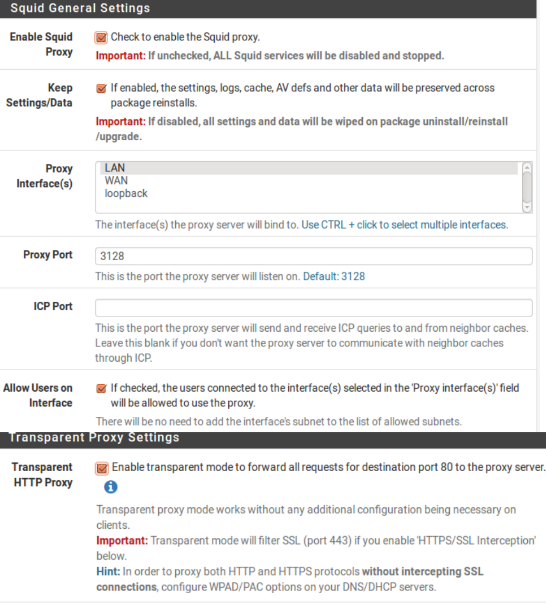 Squid General Settings
Enable Squid Proxy
Check to enable the Squid proxy.
Important: If unchecked, ALL Squid services will be disabled and stopped.
Keep Settings/Data
If enabled, the settings, logs, cache, AV defs and other data will be preserved across
package reinstalls.
Important: If disabled, all settings and data will be wiped on package uninstall/reinstall
/upgrade.
Proxy Interface(s)
LAN
WAN
loopback
The interface(s) the proxy server will bind to. Use CTRL + click to select multiple interfaces.
Proxy Port
3128
This is the port the proxy server will listen on. Default: 3128
ICP Port
This is the port the proxy server will send and receive ICP queries to and from neighbor caches.
Leave this blank if you don't want the proxy server to communicate with neighbor caches
through ICP.
Allow Users on Interface
If checked, the users connected to the interface(s) selected in the 'Proxy interface(s)' field
will be allowed to use the proxy.
There will be no need to add the interface's subnet to the list of allowed subnets.
Transparent Proxy Settings
Transparent HTTP Proxy
Enable transparent mode to forward all requests for destination port 80 to the proxy server.
Transparent proxy mode works without any additional configuration being necessary on
clients.
Important: Transparent mode will filter SSL (port 443) if you enable 'HTTPS/SSL Interception'
below.
Hint: In order to proxy both HTTP and HTTPS protocols without intercepting SSL
connections, configure WPAD/PAC options on your DNS/DHCP servers.